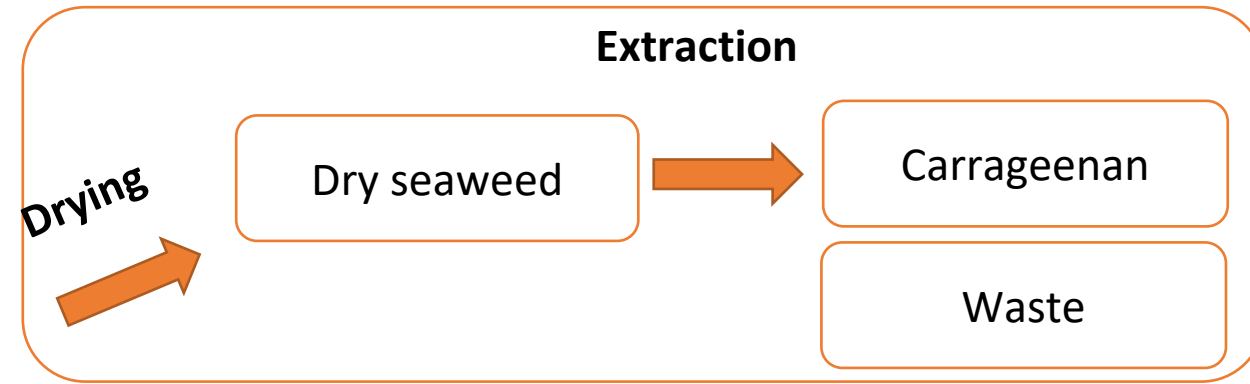 Extraction
Drying
Dry seaweed
Carrageenan
Waste